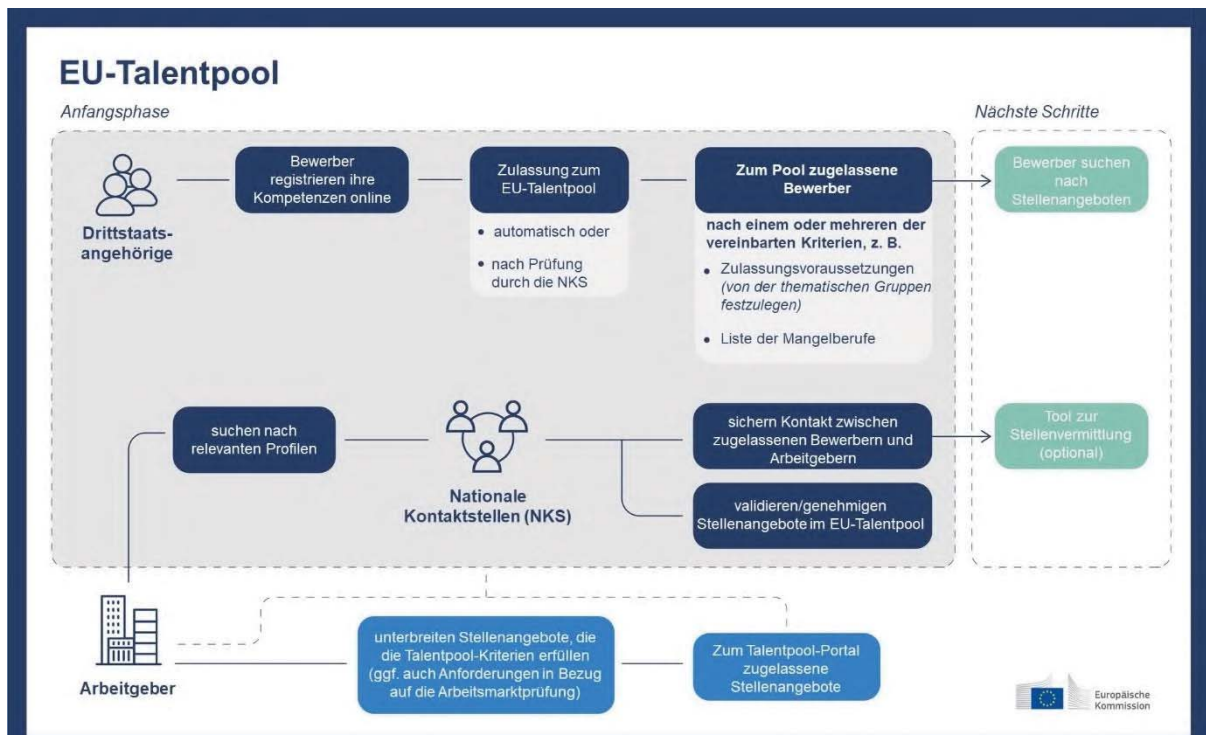 EU-Talentpool
Anfangsphase
Nächste Schritte
Drittstaats-
angehörige
Bewerber
registrieren ihre
Kompetenzen online
Zulassung zum
EU-Talentpool
• automatisch oder
• nach Prüfung
durch die NKS
Zum Pool zugelassene
Bewerber
nach einem oder mehreren der
vereinbarten Kriterien, z. B.
• Zulassungsvoraussetzungen
(von der thematischen Gruppen
festzulegen)
• Liste der Mangelberufe
Bewerber suchen
nach
Stellenangeboten
suchen nach
relevanten Profilen
Nationale
Kontaktstellen (NKS)
sichern Kontakt zwischen
zugelassenen Bewerbern und
Arbeitgebern
validieren/genehmigen
Stellenangebote im EU-Talentpool
Tool zur
Stellenvermittlung
(optional)
Arbeitgeber
unterbreiten Stellenangebote, die
die Talentpool-Kriterien erfüllen
(ggf. auch Anforderungen in Bezug
auf die Arbeitsmarktprüfung)
Zum Talentpool-Portal
zugelassene
Stellenangebote
Europäische
Kommission